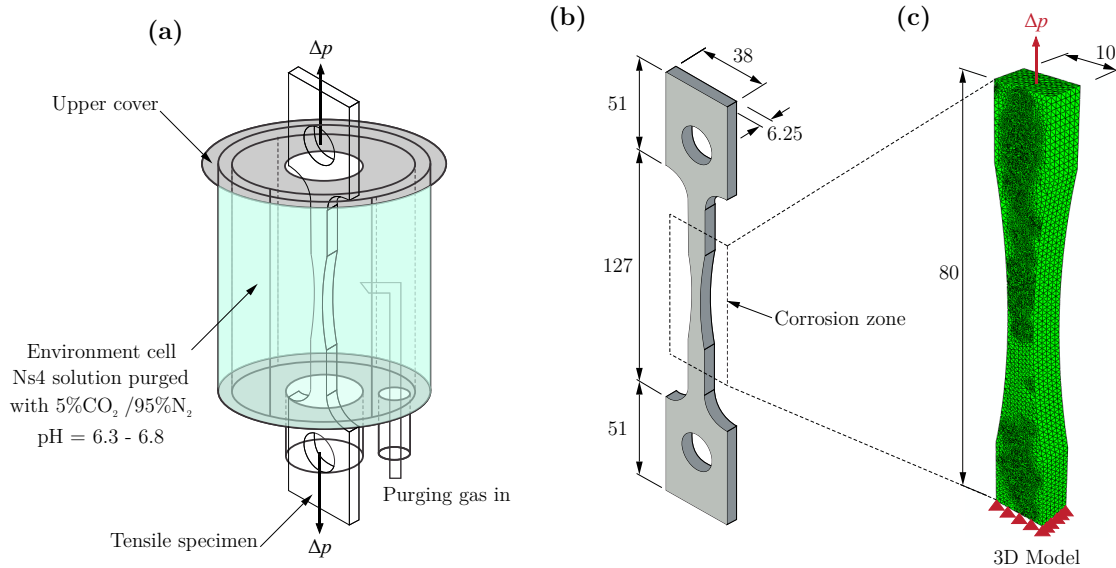 (a)
Δp
Upper cover
Environment cell
Ns4 solution purged
with 5%CO₂ /95%N₂
pH = 6.3 - 6.8
Purging gas in
Tensile specimen
Δp
(b)
38
51
6.25
127
Corrosion zone
51
(c)
Δp
10
80
3D Model